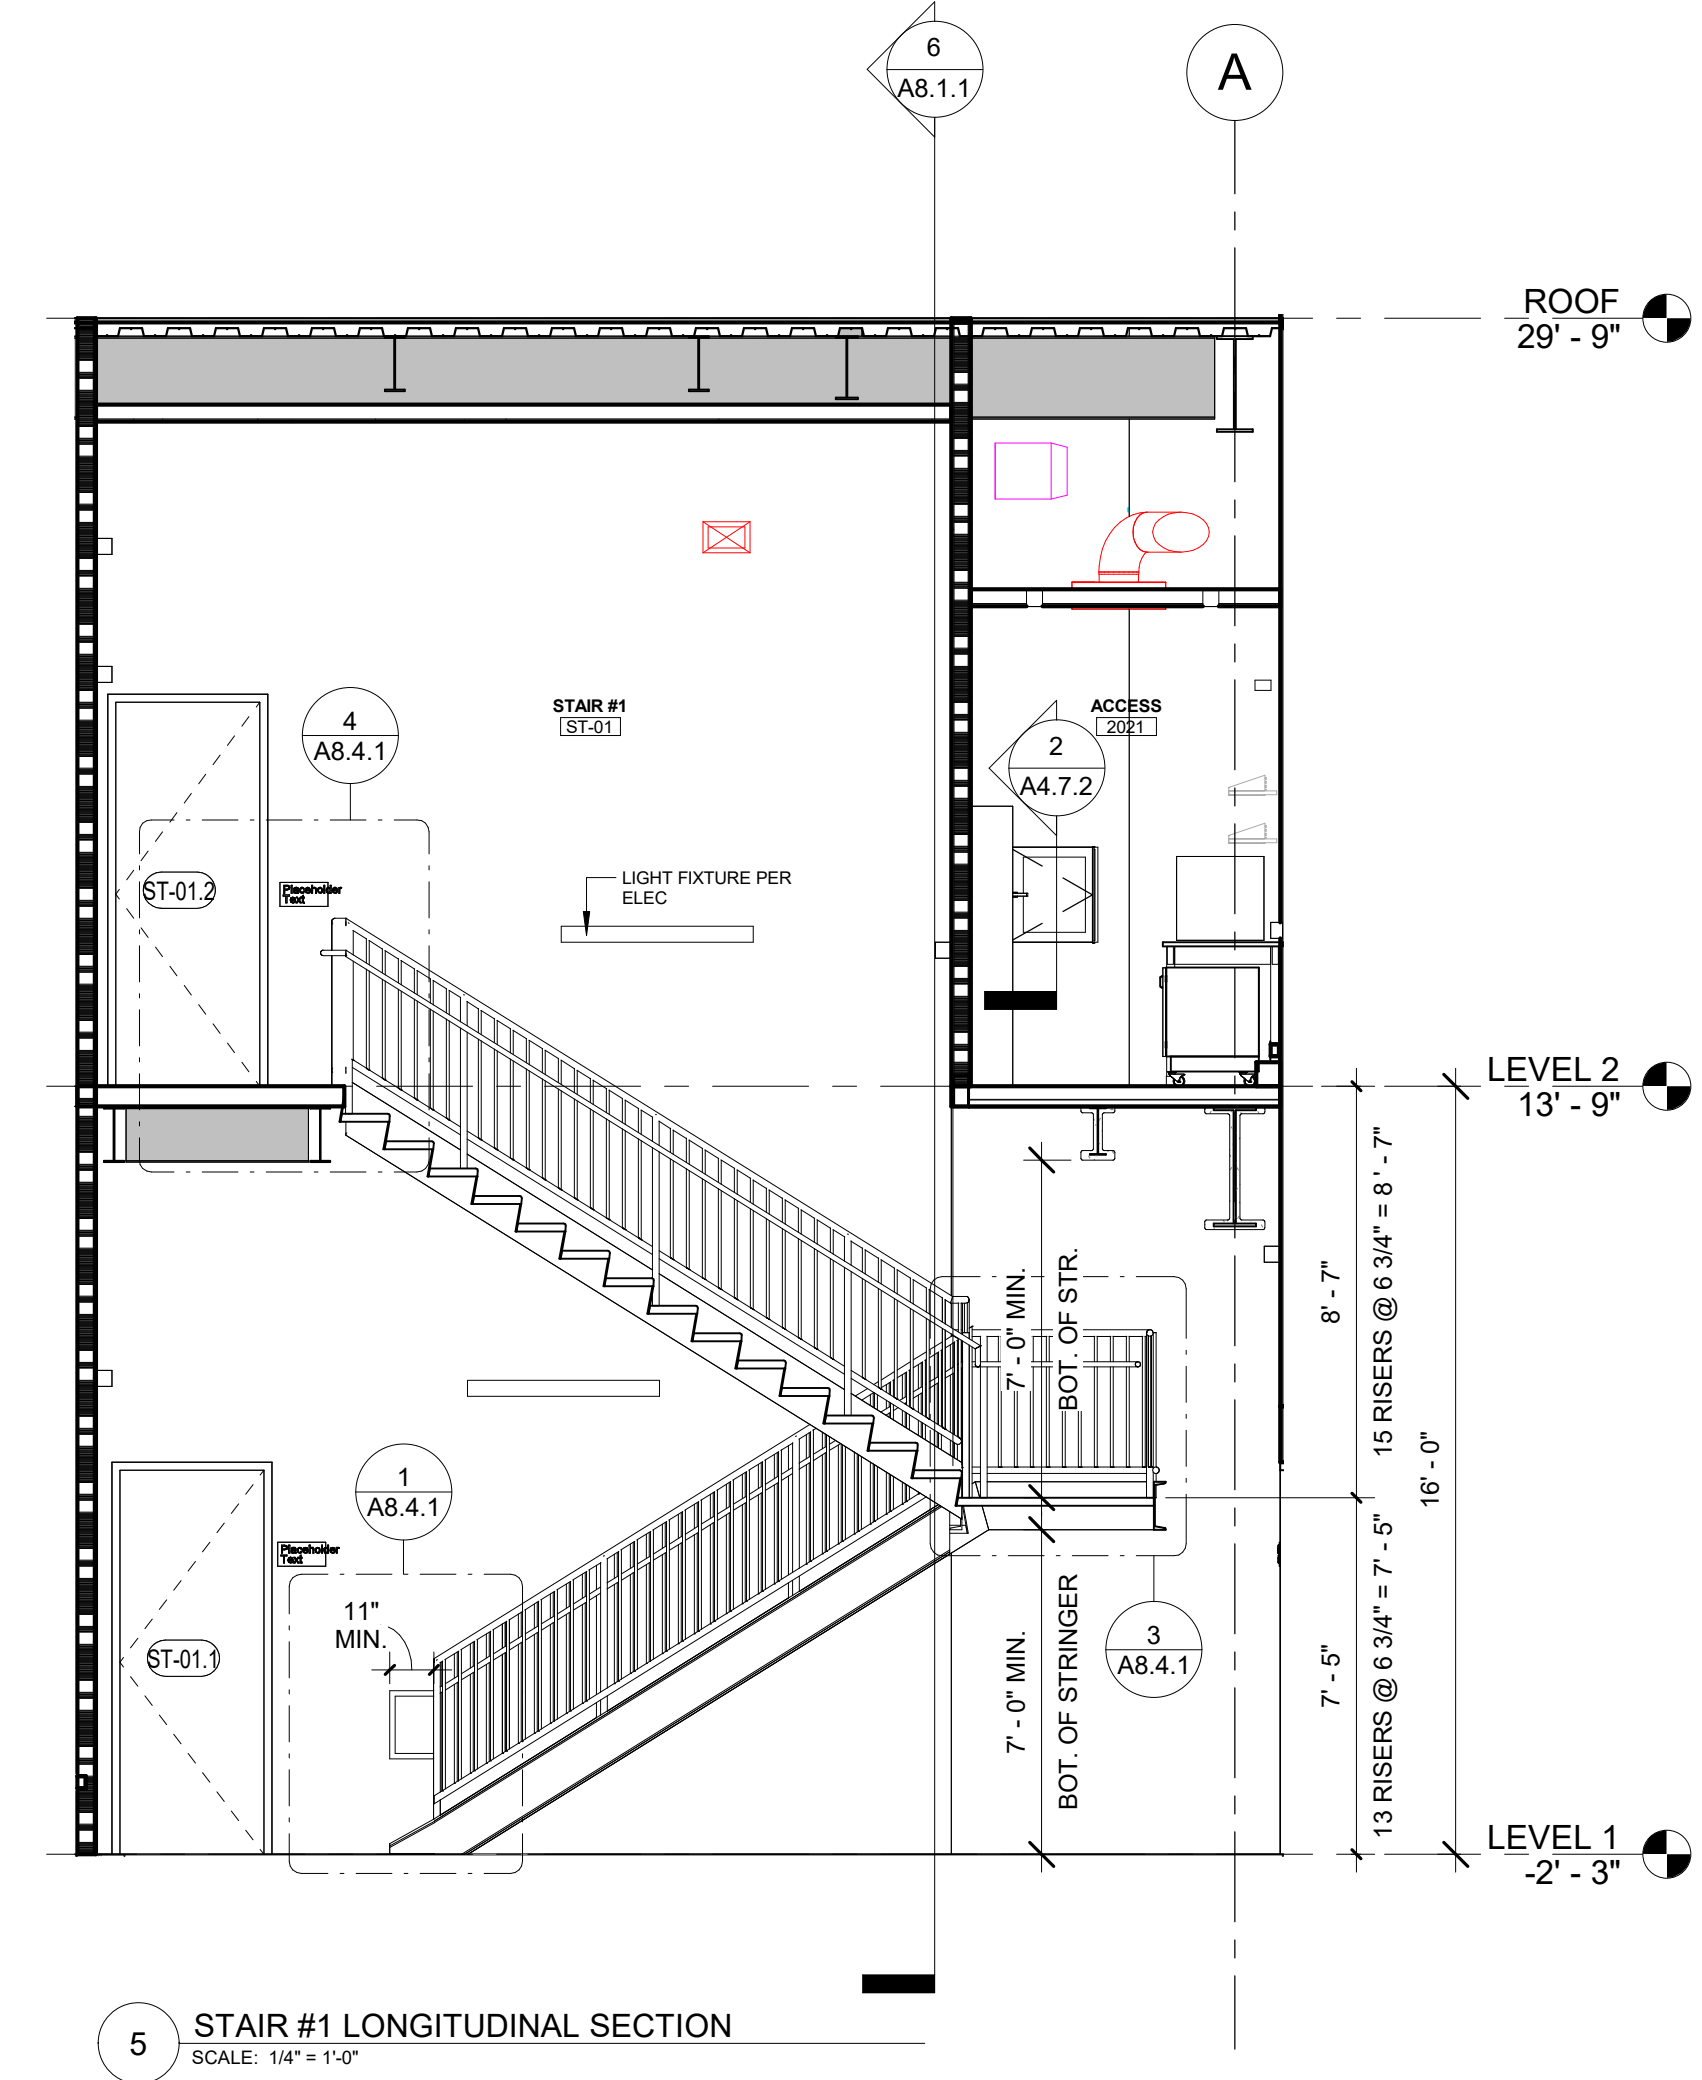 6
A8.1.1
A
ROOF
29' - 9"
STAIR #1
ST-01
ACCESS
2021
4
A8.4.1
2
A4.7.2
ST-01.2
Placeholder
Text
LIGHT FIXTURE PER
ELEC
LEVEL 2
13' - 9"
7' - 0" MIN.
BOT. OF STR.
8' - 7"
15 RISERS @ 6 3/4" = 8 ' - 7"
16' - 0"
1
A8.4.1
Placeholder
Text
11"
MIN.
ST-01.1
7' - 0" MIN.
BOT. OF STRINGER
3
A8.4.1
7' - 5"
13 RISERS @ 6 3/4" = 7' - 5"
LEVEL 1
-2' - 3"
5
STAIR #1 LONGITUDINAL SECTION
SCALE: 1/4" = 1'-0"